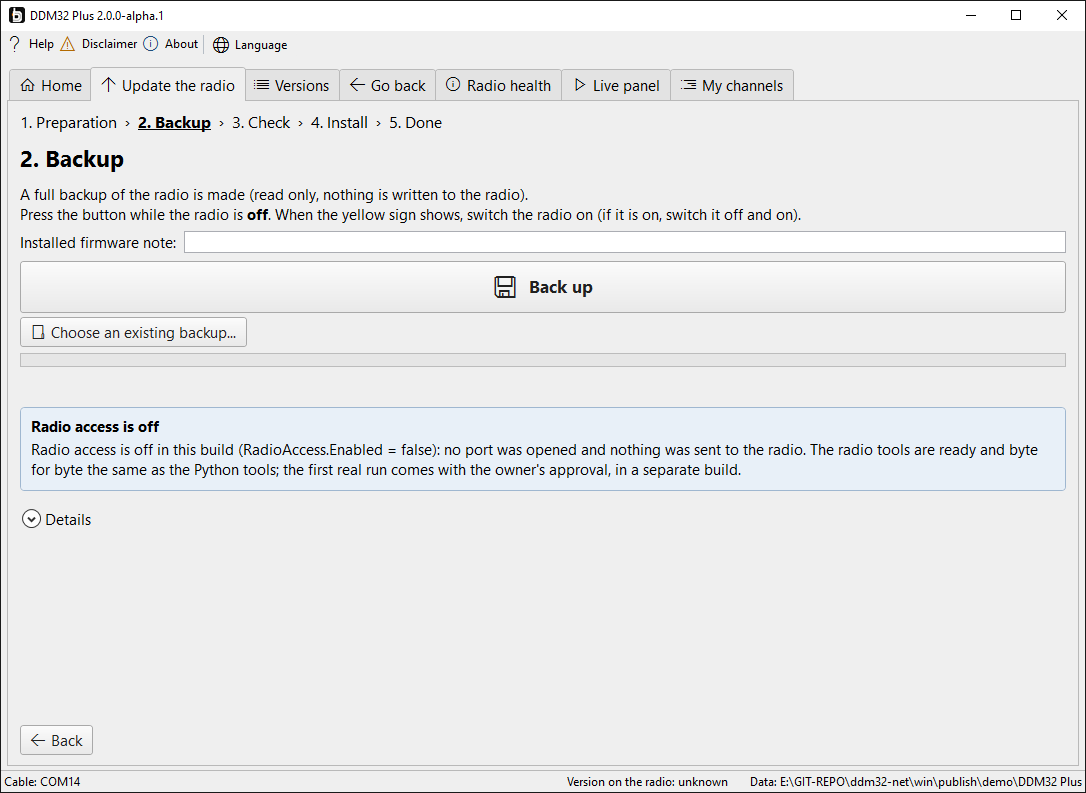 DDM32 Plus 2.0.0-alpha.1
Help Disclaimer About Language
Home Update the radio Versions Go back Radio health Live panel My channels
1. Preparation › 2. Backup › 3. Check › 4. Install › 5. Done
2. Backup
A full backup of the radio is made (read only, nothing is written to the radio).
Press the button while the radio is off. When the yellow sign shows, switch the radio on (if it is on, switch it off and on).
Installed firmware note:
Back up
Choose an existing backup...
Radio access is off
Radio access is off in this build (RadioAccess.Enabled = false): no port was opened and nothing was sent to the radio. The radio tools are ready and byte
for byte the same as the Python tools; the first real run comes with the owner's approval, in a separate build.
Details
Back
Cable: COM14 Version on the radio: unknown Data: E:\GIT-REPO\ddm32-net\win\publish\demo\DDM32 Plus